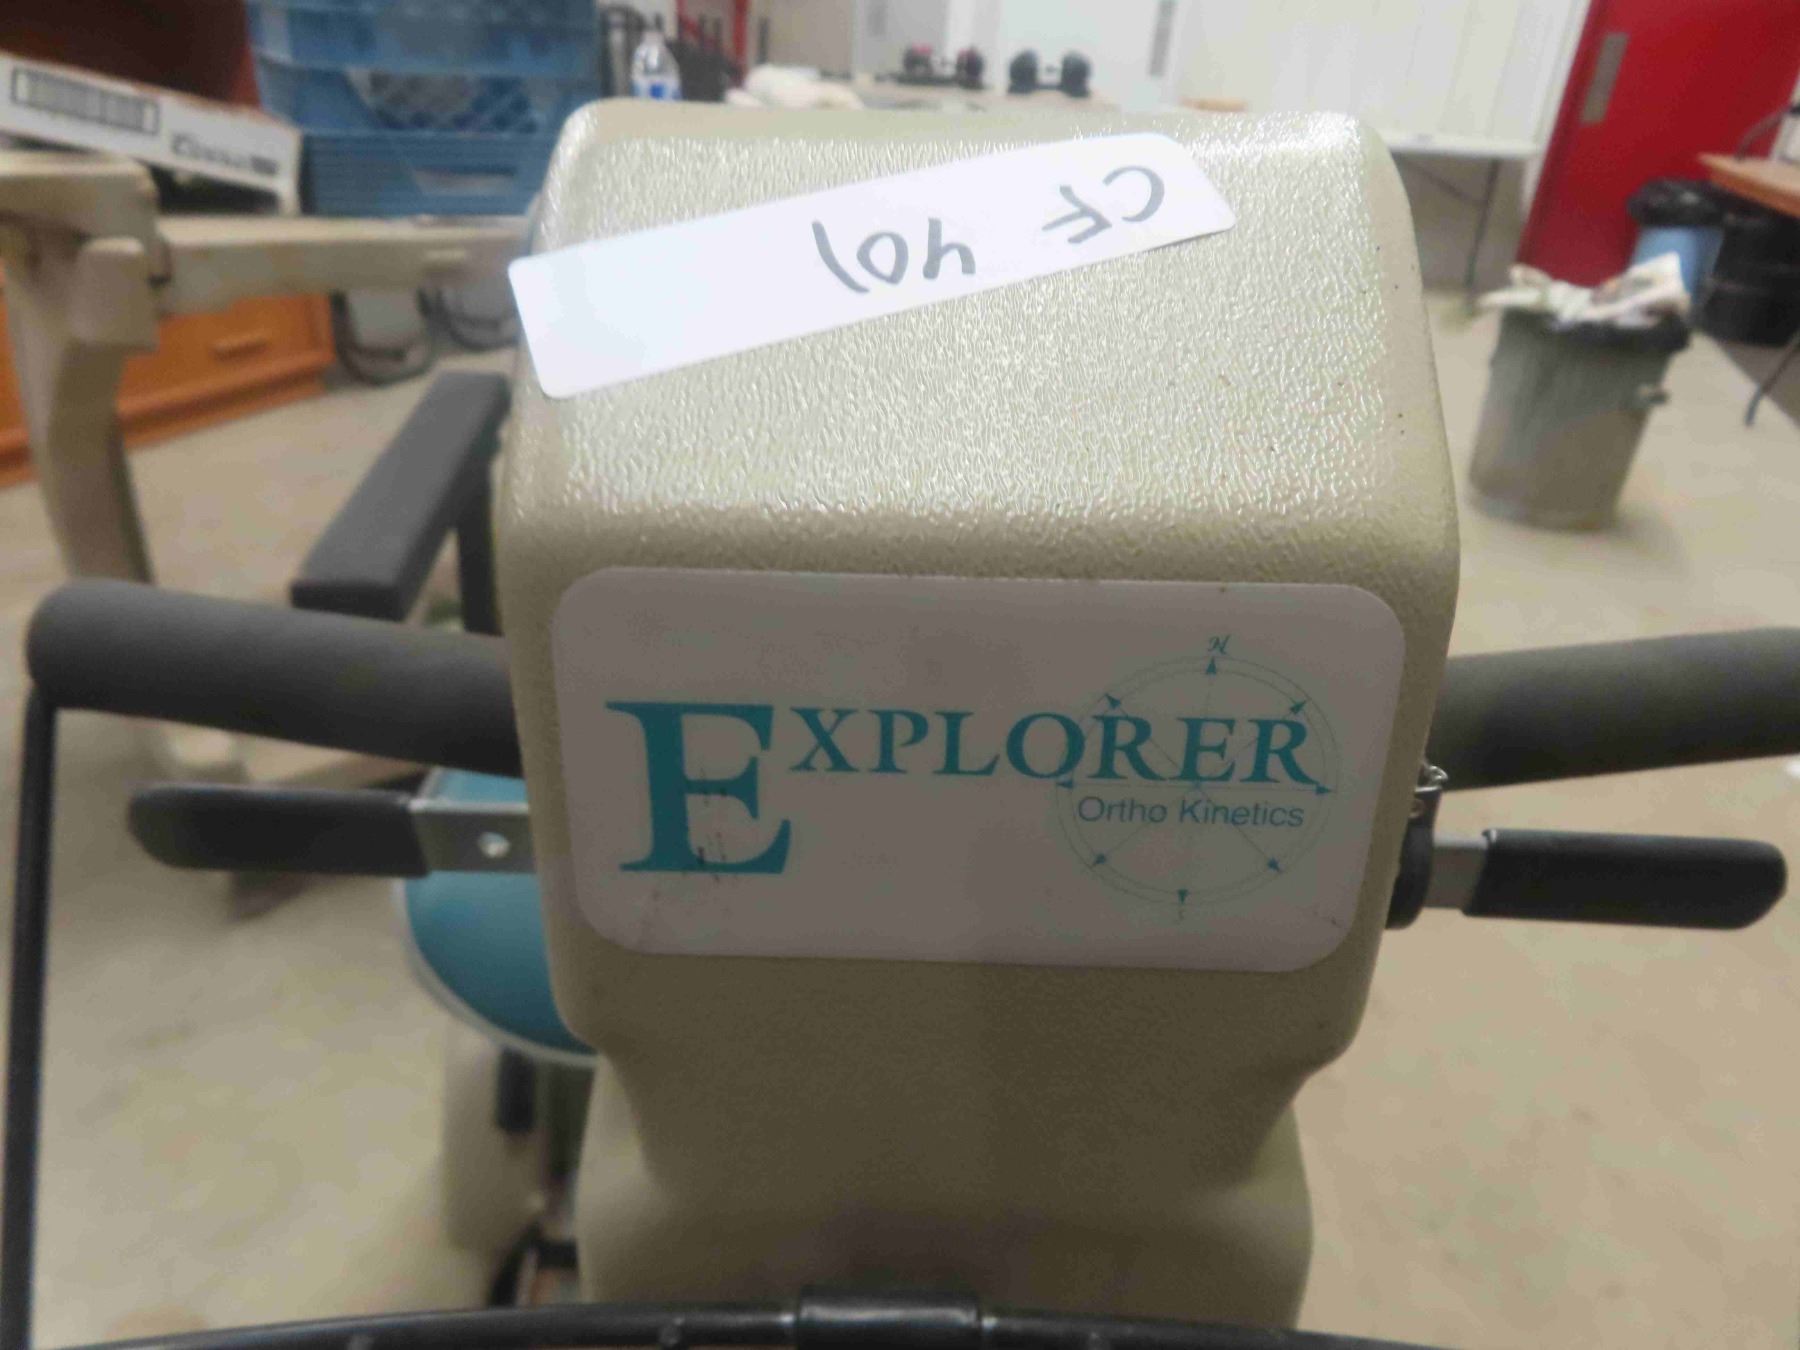 CF 401
EXPLORER
Ortho Kinetics
N
S